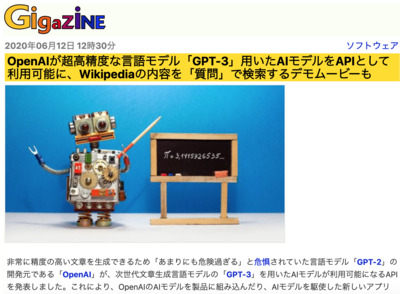 GigaZiNE
2020年06月12日 12時30分
ソフトウェア
OpenAIが超高精度な言語モデル「GPT-3」用いたAIモデルをAPIとして
利用可能に、Wikipediaの内容を「質問」で検索するデモムービーも
π=3,1415926535...
非常に精度の高い文章を生成できるため「あまりにも危険過ぎる」と危惧されていた言語モデル「GPT-2」の
開発元である「OpenAI」が、次世代文章生成言語モデルの「GPT-3」を用いたAIモデルが利用可能になるAPI
を発表しました。これにより、OpenAIのAIモデルを製品に組み込んだり、AIモデルを駆使した新しいアプリ